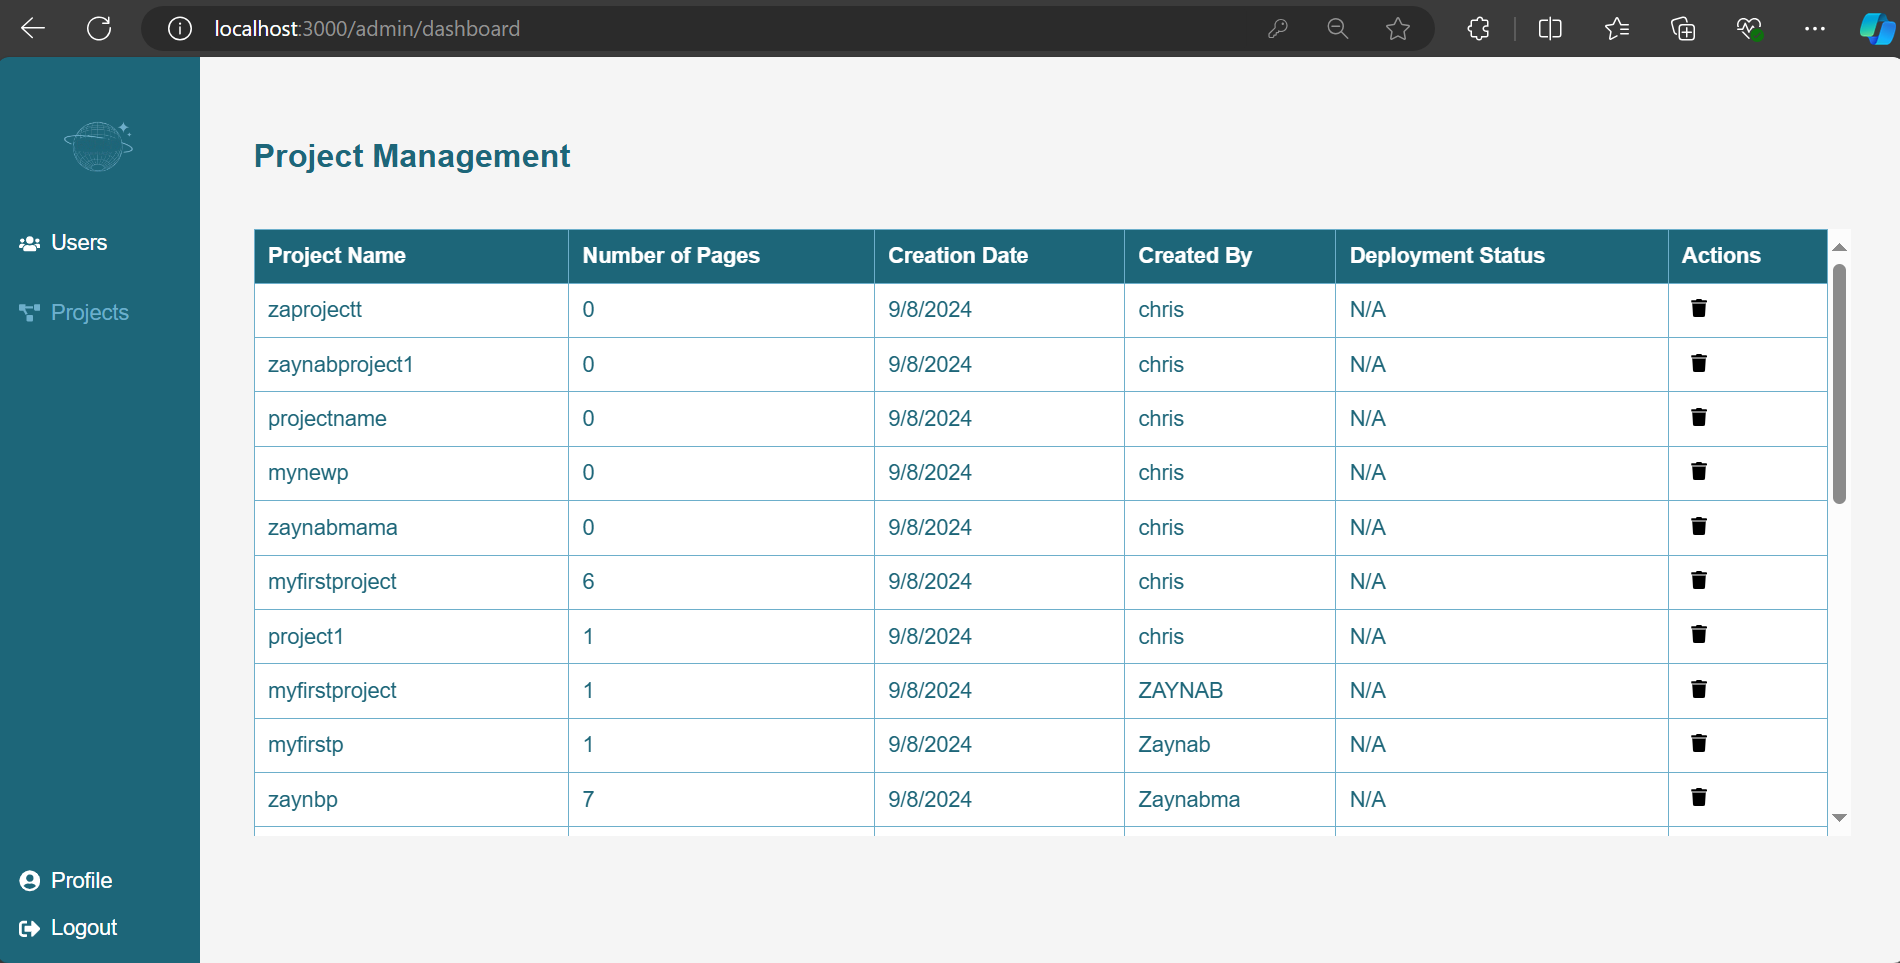 localhost:3000/admin/dashboard
Users
Projects
Profile
Logout
Project Management
Project Name Number of Pages Creation Date Created By Deployment Status Actions
zaprojectt 0 9/8/2024 chris N/A
zaynabproject1 0 9/8/2024 chris N/A
projectname 0 9/8/2024 chris N/A
mynewp 0 9/8/2024 chris N/A
zaynabmama 0 9/8/2024 chris N/A
myfirstproject 6 9/8/2024 chris N/A
project1 1 9/8/2024 chris N/A
myfirstproject 1 9/8/2024 ZAYNAB N/A
myfirstp 1 9/8/2024 Zaynab N/A
zaynbp 7 9/8/2024 Zaynabma N/A